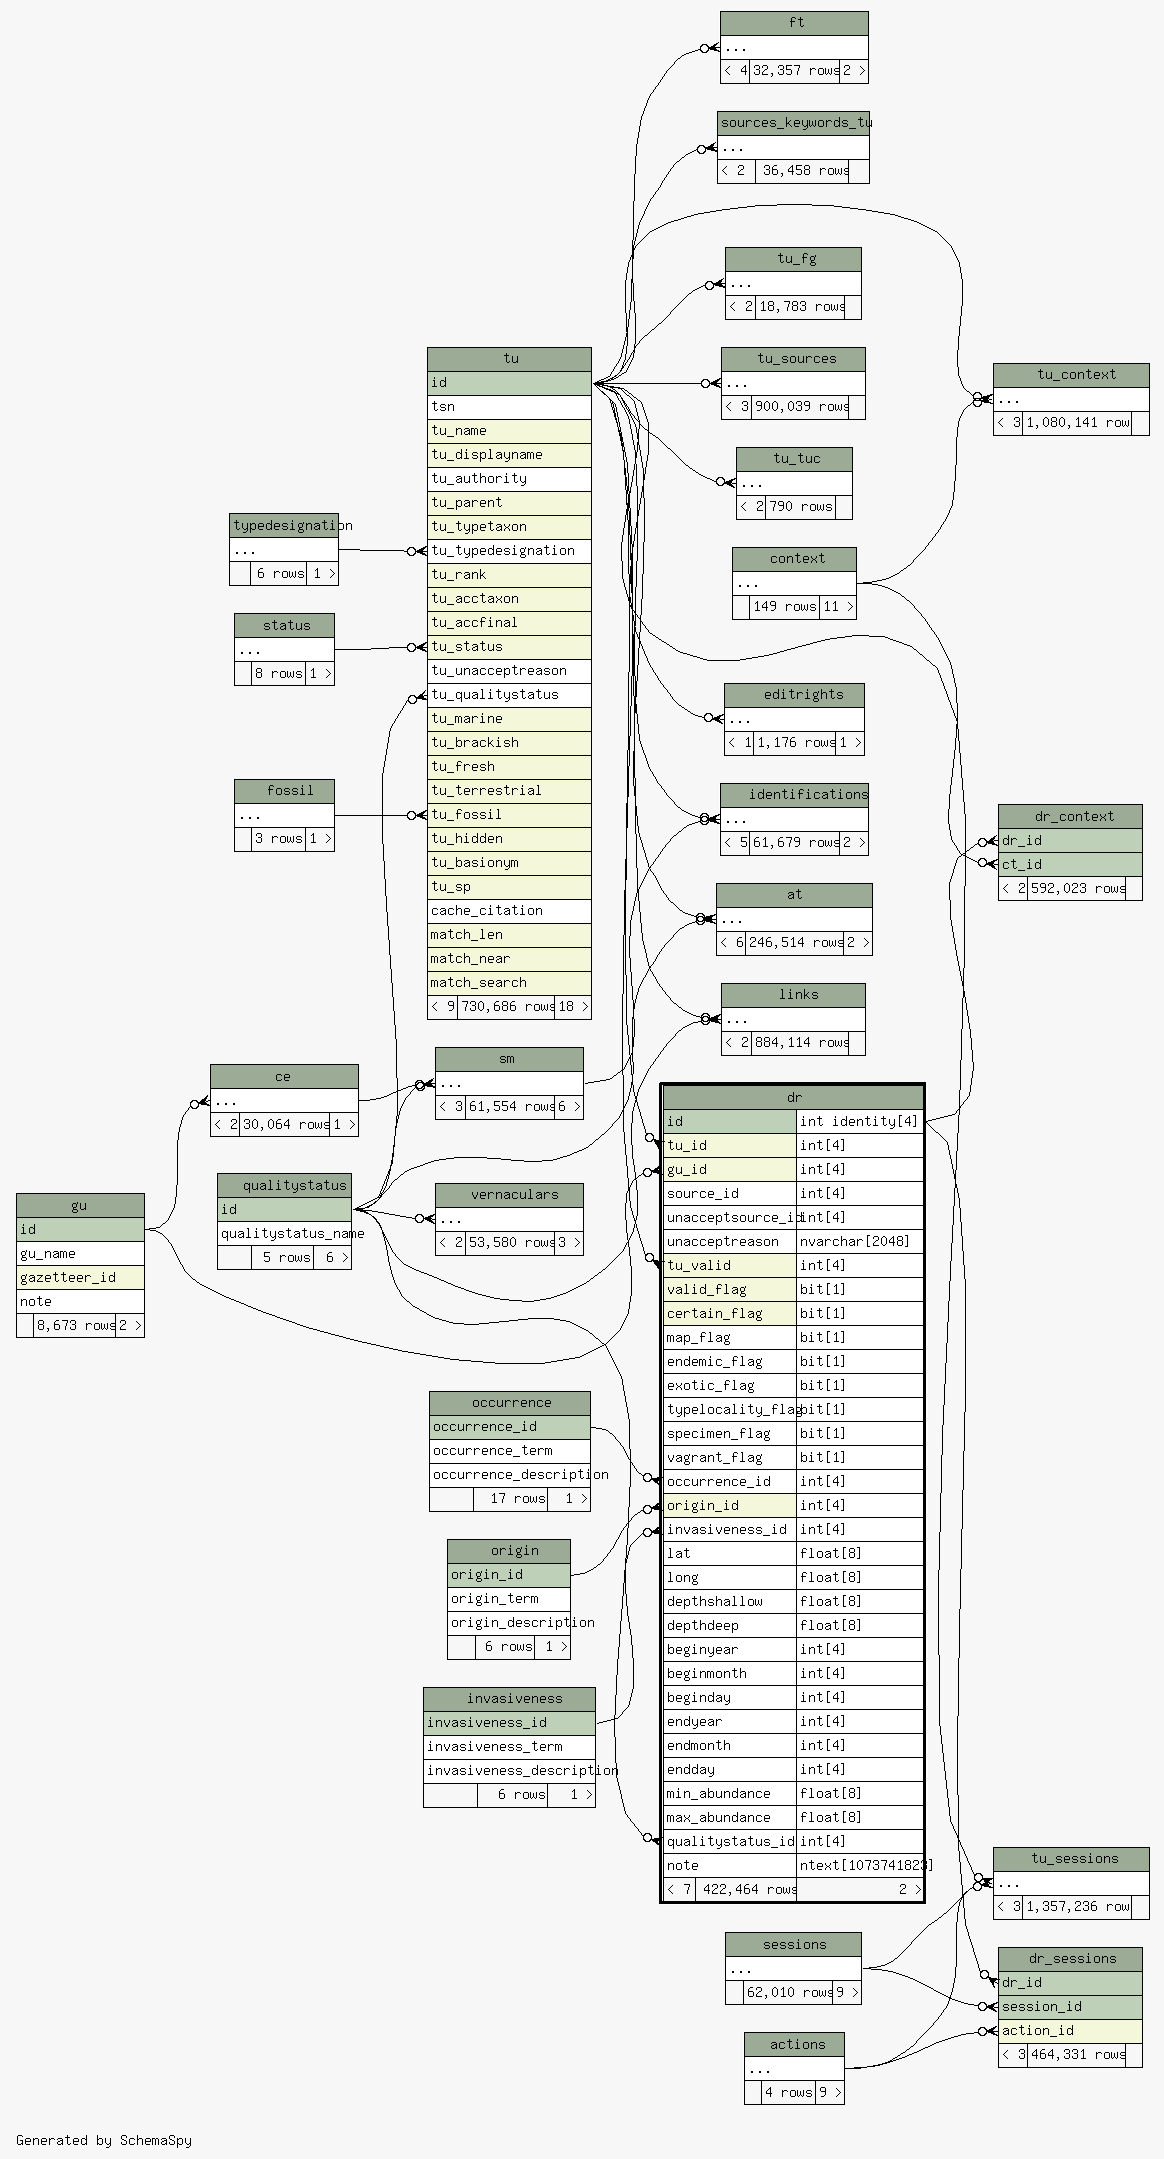 ft
...
< 4 32,357 rows 2 >
sources_keywords_tu
...
< 2 36,458 rows
tu_fg
...
< 2 18,783 rows
tu_sources
...
< 3 900,039 rows
tu_context
...
< 3 1,080,141 row
tu_tuc
...
< 2 790 rows
context
...
149 rows 11 >
tu
id
tsn
tu_name
tu_displayname
tu_authority
tu_parent
tu_typetaxon
tu_typedesignation
tu_rank
tu_acctaxon
tu_accfinal
tu_status
tu_unacceptreason
tu_qualitystatus
tu_marine
tu_brackish
tu_fresh
tu_terrestrial
tu_fossil
tu_hidden
tu_basionym
tu_sp
cache_citation
match_len
match_near
match_search
< 9 730,686 rows 18 >
typedesignation
...
6 rows 1 >
status
...
8 rows 1 >
fossil
...
3 rows 1 >
editrights
...
< 1 1,176 rows 1 >
identifications
...
< 5 61,679 rows 2 >
at
...
< 6 246,514 rows 2 >
links
...
< 2 884,114 rows
dr_context
dr_id
ct_id
< 2 592,023 rows
sm
...
< 3 61,554 rows 6 >
ce
...
< 2 30,064 rows 1 >
qualitystatus
id
qualitystatus_name
5 rows 6 >
vernaculars
...
< 2 53,580 rows 3 >
gu
id
gu_name
gazetteer_id
note
8,673 rows 2 >
dr
id int identity[4]
tu_id int[4]
gu_id int[4]
source_id int[4]
unacceptsource_id int[4]
unacceptreason nvarchar[2048]
tu_valid int[4]
valid_flag bit[1]
certain_flag bit[1]
map_flag bit[1]
endemic_flag bit[1]
exotic_flag bit[1]
typelocality_flag bit[1]
specimen_flag bit[1]
vagrant_flag bit[1]
occurrence_id int[4]
origin_id int[4]
invasiveness_id int[4]
lat float[8]
long float[8]
depthshallow float[8]
depthdeep float[8]
beginyear int[4]
beginmonth int[4]
beginday int[4]
endyear int[4]
endmonth int[4]
endday int[4]
min_abundance float[8]
max_abundance float[8]
qualitystatus_id int[4]
note ntext[1073741823]
< 7 422,464 rows 2 >
occurrence
occurrence_id
occurrence_term
occurrence_description
17 rows 1 >
origin
origin_id
origin_term
origin_description
6 rows 1 >
invasiveness
invasiveness_id
invasiveness_term
invasiveness_description
6 rows 1 >
tu_sessions
...
< 3 1,357,236 row
sessions
...
62,010 rows 9 >
dr_sessions
dr_id
session_id
action_id
< 3 464,331 rows
actions
...
4 rows 9 >
Generated by SchemaSpy